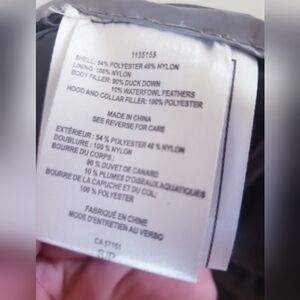 1135155
SHELL: 54% POLYESTER 46% NYLON
LINING: 100% NYLON
BODY FILLER: 90% DUCK DOWN
10% WATERFOWL FEATHERS
HOOD AND COLLAR FILLER: 100% POLYESTER
MADE IN CHINA
SEE REVERSE FOR CARE
EXTÉRIEUR: 54 % POLYESTER 46 % NYLON
DOUBLURE: 100 % NYLON
BOURRE DU CORPS:
90 % DUVET DE CANARD
10 % PLUMES D'OISEAUX AQUATIQUES
BOURRE DE LA CAPUCHE ET DU COL:
100 % POLYESTER
FABRIQUÉ EN CHINE
MODE D'ENTRETIEN AU VERSO
CA 57151